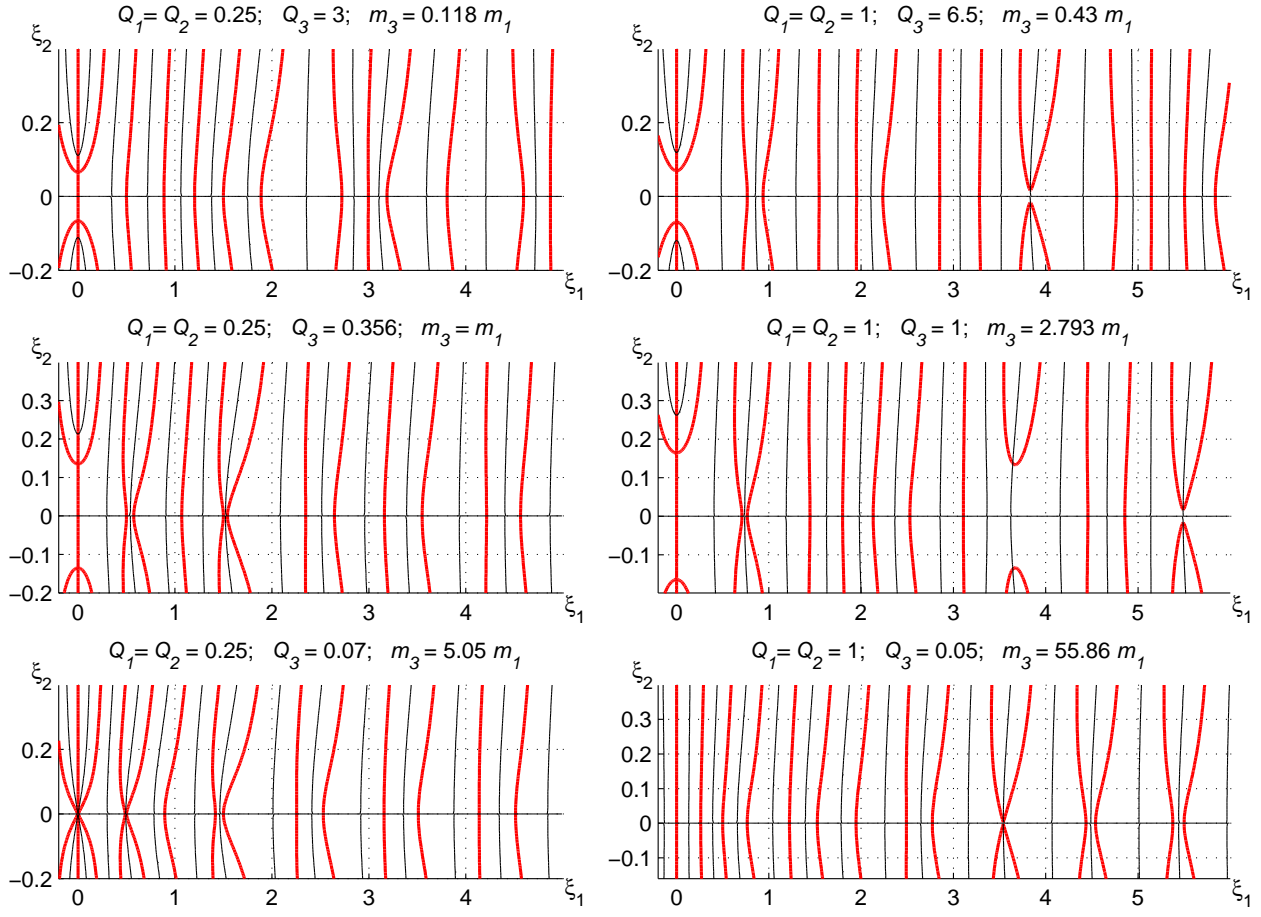 Q1= Q2 = 0.25; Q3 = 3; m3 = 0.118 m1
ξ2
0.2
0
−0.2
0 1 2 3 4 ξ1
Q1= Q2 = 1; Q3 = 6.5; m3 = 0.43 m1
ξ2
0.2
0
−0.2
0 1 2 3 4 5 ξ1
Q1= Q2 = 0.25; Q3 = 0.356; m3 = m1
ξ2
0.3
0.2
0.1
0
−0.1
−0.2
0 1 2 3 4 ξ1
Q1= Q2 = 1; Q3 = 1; m3 = 2.793 m1
ξ2
0.3
0.2
0.1
0
−0.1
0 1 2 3 4 5 ξ1
Q1= Q2 = 0.25; Q3 = 0.07; m3 = 5.05 m1
ξ2
0.2
0
−0.2
0 1 2 3 4 ξ1
Q1= Q2 = 1; Q3 = 0.05; m3 = 55.86 m1
ξ2
0.3
0.2
0.1
0
−0.1
0 1 2 3 4 5 ξ1